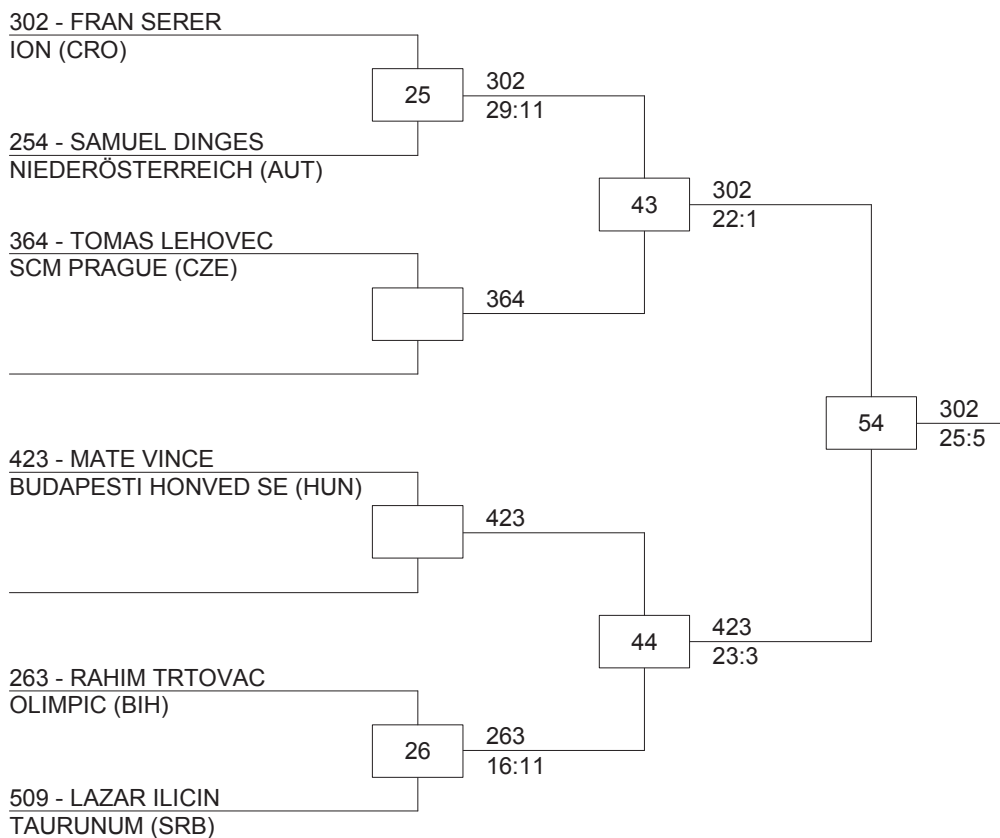 302 - FRAN SERER
ION (CRO)
25
302
29:11
254 - SAMUEL DINGES
NIEDERÖSTERREICH (AUT)
43
302
22:1
364 - TOMAS LEHOVEC
SCM PRAGUE (CZE)
364
54
302
25:5
423 - MATE VINCE
BUDAPESTI HONVED SE (HUN)
423
44
423
23:3
263 - RAHIM TRTOVAC
OLIMPIC (BIH)
26
263
16:11
509 - LAZAR ILICIN
TAURUNUM (SRB)